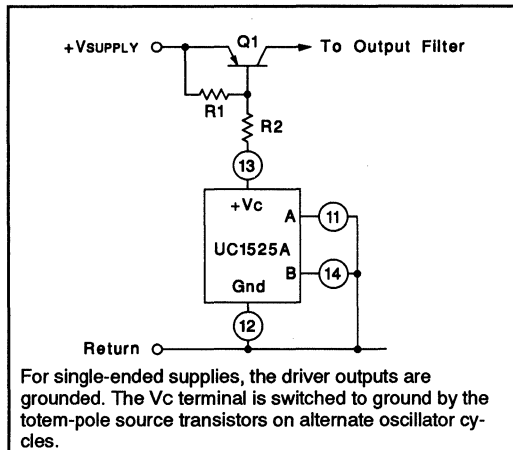 Q1
+VSUPPLY
To Output Filter
R1
R2
13
+Vc
A
11
UC1525A
B
14
Gnd
12
Return
For single-ended supplies, the driver outputs are
grounded. The Vc terminal is switched to ground by the
totem-pole source transistors on alternate oscillator cy-
cles.